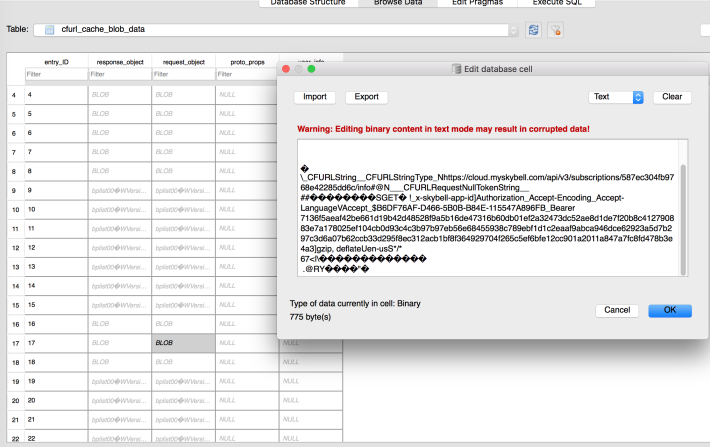 Database Structure Browse Data Edit Pragmas Execute SQL
Table: cfurl_cache_blob_data
entry_ID response_object request_object proto_props user_info
Filter Filter Filter Filter Filter
4 4 BLOB BLOB NULL
5 5 BLOB BLOB NULL
6 6 BLOB BLOB NULL
7 7 BLOB BLOB NULL
8 8 BLOB BLOB NULL
9 9 bplist00�WVersi... bplist00�WVersi... NULL
10 10 bplist00�WVersi... bplist00�WVersi... NULL
11 11 bplist00�WVersi... bplist00�WVersi... NULL
12 12 bplist00�WVersi... bplist00�WVersi... NULL
13 13 bplist00�WVersi... bplist00�WVersi... NULL
14 14 bplist00�WVersi... bplist00�WVersi... NULL
15 15 bplist00�WVersi... bplist00�WVersi... NULL
16 16 BLOB BLOB NULL
17 17 BLOB BLOB NULL NULL
18 18 BLOB BLOB NULL NULL
19 19 bplist00�WVersi... bplist00�WVersi... NULL NULL
20 20 bplist00�WVersi... bplist00�WVersi... NULL NULL
21 21 bplist00�WVersi... bplist00�WVersi... NULL NULL
22 22 bplist00�WVersi... bplist00�WVersi... NULL NULL
Edit database cell
Import Export Text Clear
Warning: Editing binary content in text mode may result in corrupted data!
�
\_CFURLString__CFURLStringType_Nhttps://cloud.myskybell.com/api/v3/subscriptions/587ec304fb97
68e42285dd6c/info#@N___CFURLRequestNullTokenString__
##��������SGET� !_x-skybell-app-id]Authorization_Accept-Encoding_Accept-
LanguageVAccept_$B6DF76AF-D466-5B0B-B84E-115547A896FB_Bearer
7136f5aeaf42be661d19b42d48528f9a5b16de47316b60db01ef2a32473dc52ae8d1de7f20b8c4127908
83e7a178025ef104cb0d93c4c3b97b97eb56e68455938c789ebf1d1c2eaaf9abca946dce62923a5d7b2
97c3d6a07b62ccb33d295f8ec312acb1bf8f364929704f265c5ef6bfe12cc901a2011a847a7fc8fd478b3e
4a3]gzip, deflateUen-usS*/*
67<I\������������
.@RY����"�
Type of data currently in cell: Binary
775 byte(s)
Cancel OK